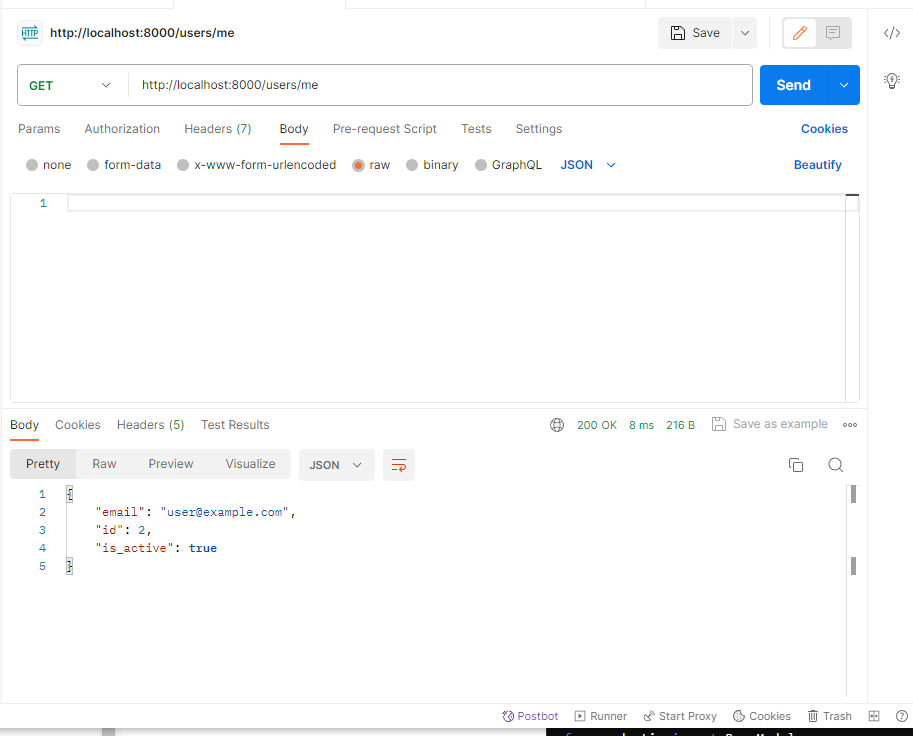 HTTP http://localhost:8000/users/me Save
GET http://localhost:8000/users/me Send
Params Authorization Headers (7) Body Pre-request Script Tests Settings Cookies
none form-data x-www-form-urlencoded raw binary GraphQL JSON Beautify
1
Body Cookies Headers (5) Test Results 200 OK 8 ms 216 B Save as example
Pretty Raw Preview Visualize JSON
1 {
2 "email": "user@example.com",
3 "id": 2,
4 "is_active": true
5 }
Postbot Runner Start Proxy Cookies Trash